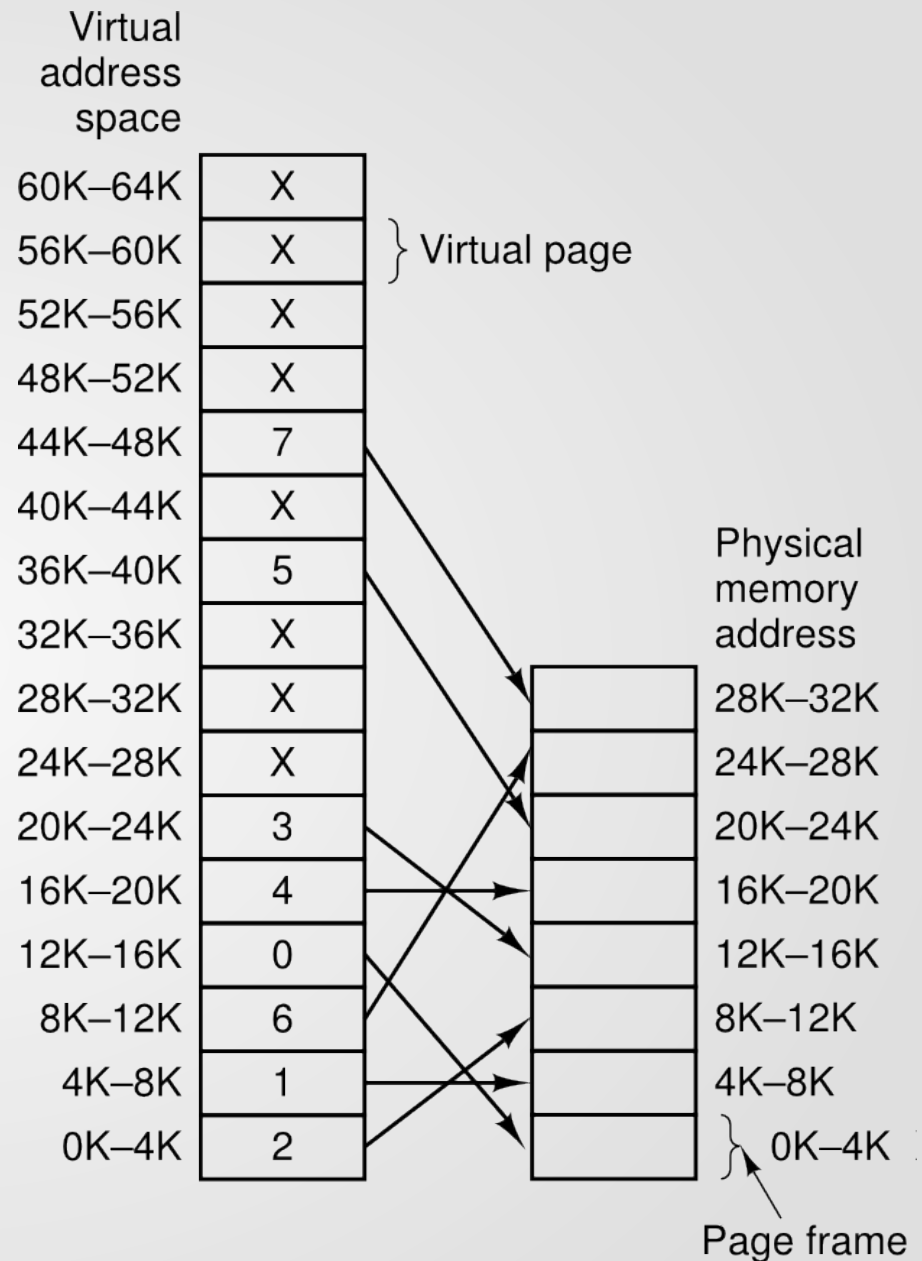 Virtual
address
space
60K–64K X
56K–60K X Virtual page
52K–56K X
48K–52K X
44K–48K 7
40K–44K X
36K–40K 5
32K–36K X
28K–32K X
24K–28K X
20K–24K 3
16K–20K 4
12K–16K 0
8K–12K 6
4K–8K 1
0K–4K 2
Physical
memory
address
28K–32K
24K–28K
20K–24K
16K–20K
12K–16K
8K–12K
4K–8K
0K–4K
Page frame